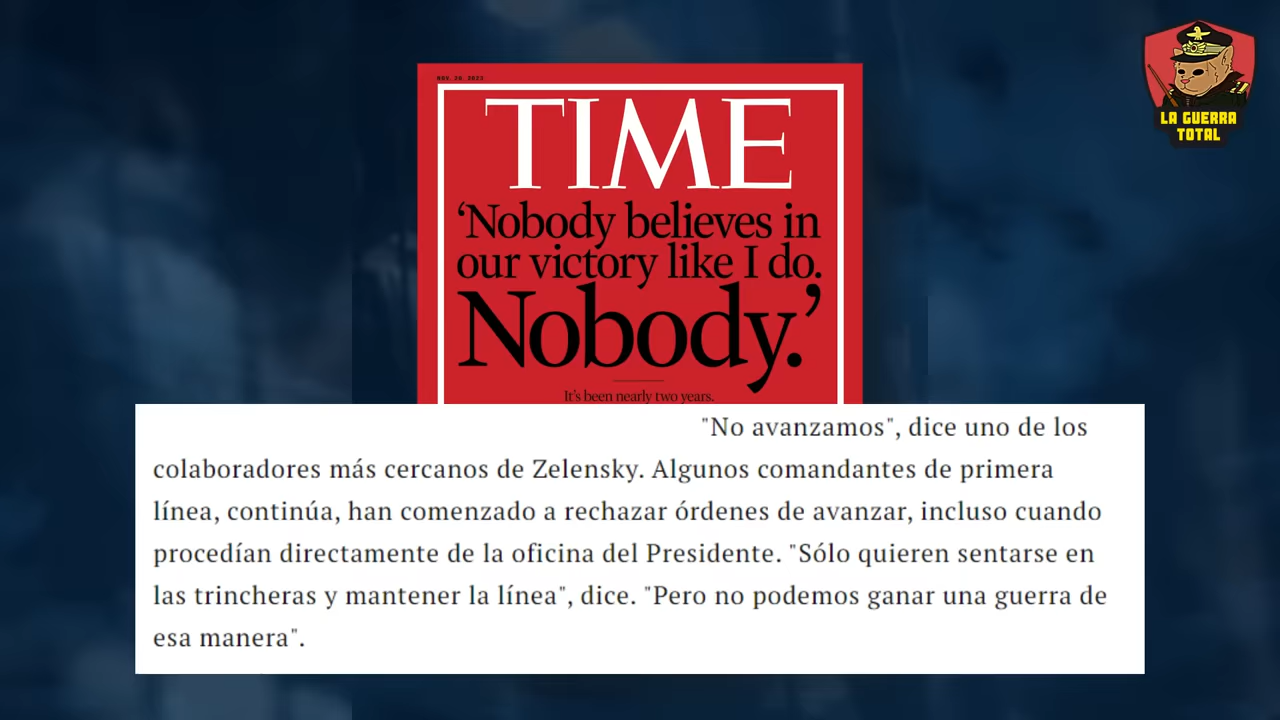 NOV. 20, 2023
TIME
‘Nobody believes in
our victory like I do.
Nobody.’
It's been nearly two years.
LA GUERRA
TOTAL
"No avanzamos", dice uno de los
colaboradores más cercanos de Zelensky. Algunos comandantes de primera
línea, continúa, han comenzado a rechazar órdenes de avanzar, incluso cuando
procedían directamente de la oficina del Presidente. "Sólo quieren sentarse en
las trincheras y mantener la línea", dice. "Pero no podemos ganar una guerra de
esa manera".